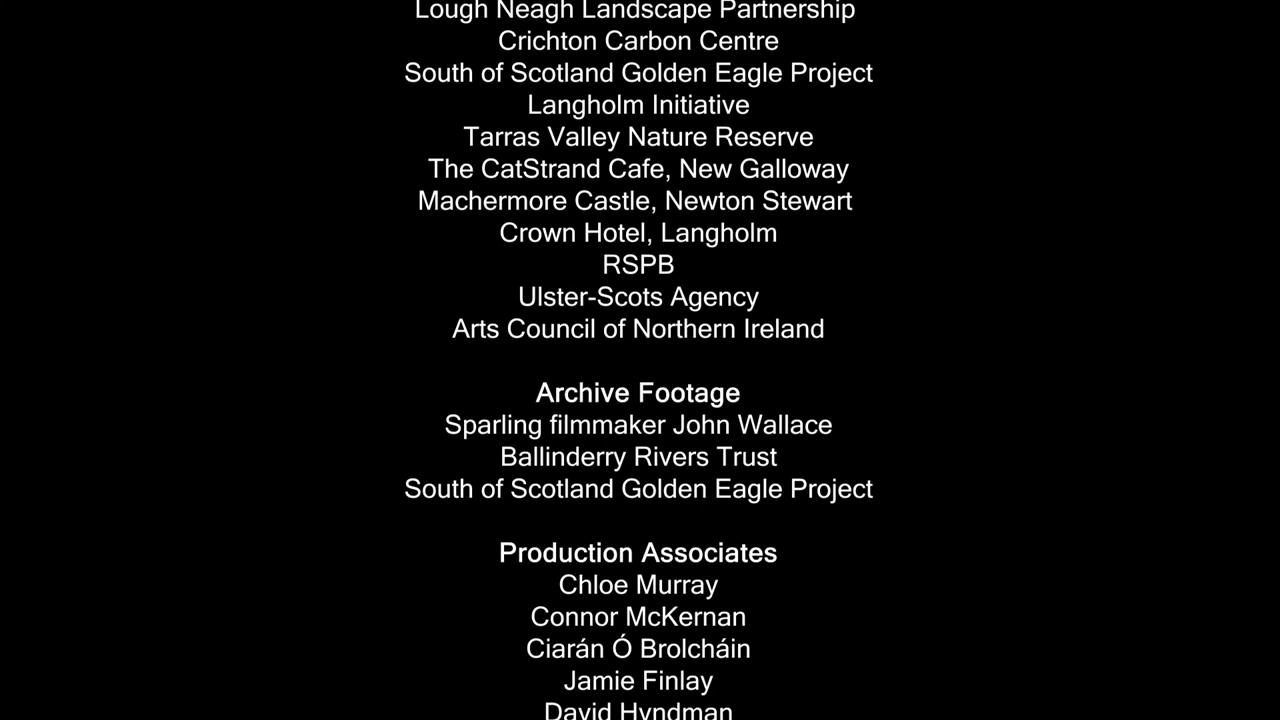 Lough Neagh Landscape Partnership
Crichton Carbon Centre
South of Scotland Golden Eagle Project
Langholm Initiative
Tarras Valley Nature Reserve
The CatStrand Cafe, New Galloway
Machermore Castle, Newton Stewart
Crown Hotel, Langholm
RSPB
Ulster-Scots Agency
Arts Council of Northern Ireland
Archive Footage
Sparling filmmaker John Wallace
Ballinderry Rivers Trust
South of Scotland Golden Eagle Project
Production Associates
Chloe Murray
Connor McKernan
Ciarán Ó Brolcháin
Jamie Finlay
David Hyndman